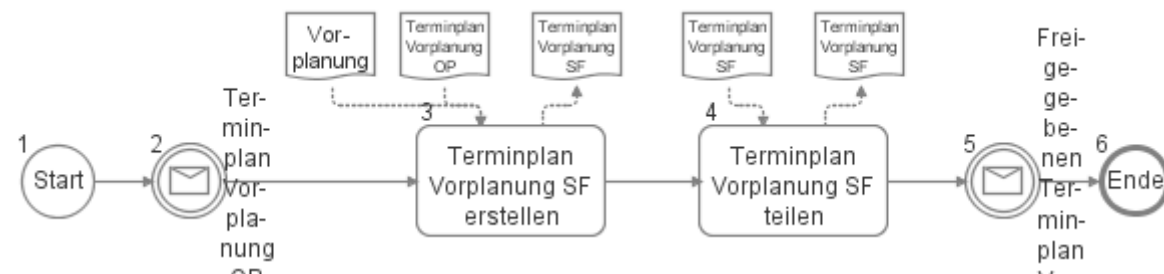 Vor-
planung
Terminplan
Vorplanung
OP
Terminplan
Vorplanung
SF
Terminplan
Vorplanung
SF
Terminplan
Vorplanung
SF
1
Start
2
Ter-
min-
plan
Vor-
pla-
nung
OP
3
Terminplan
Vorplanung SF
erstellen
4
Terminplan
Vorplanung SF
teilen
5
Frei-
ge-
ge-
be-
nen
Ter-
min-
plan
6
Ende